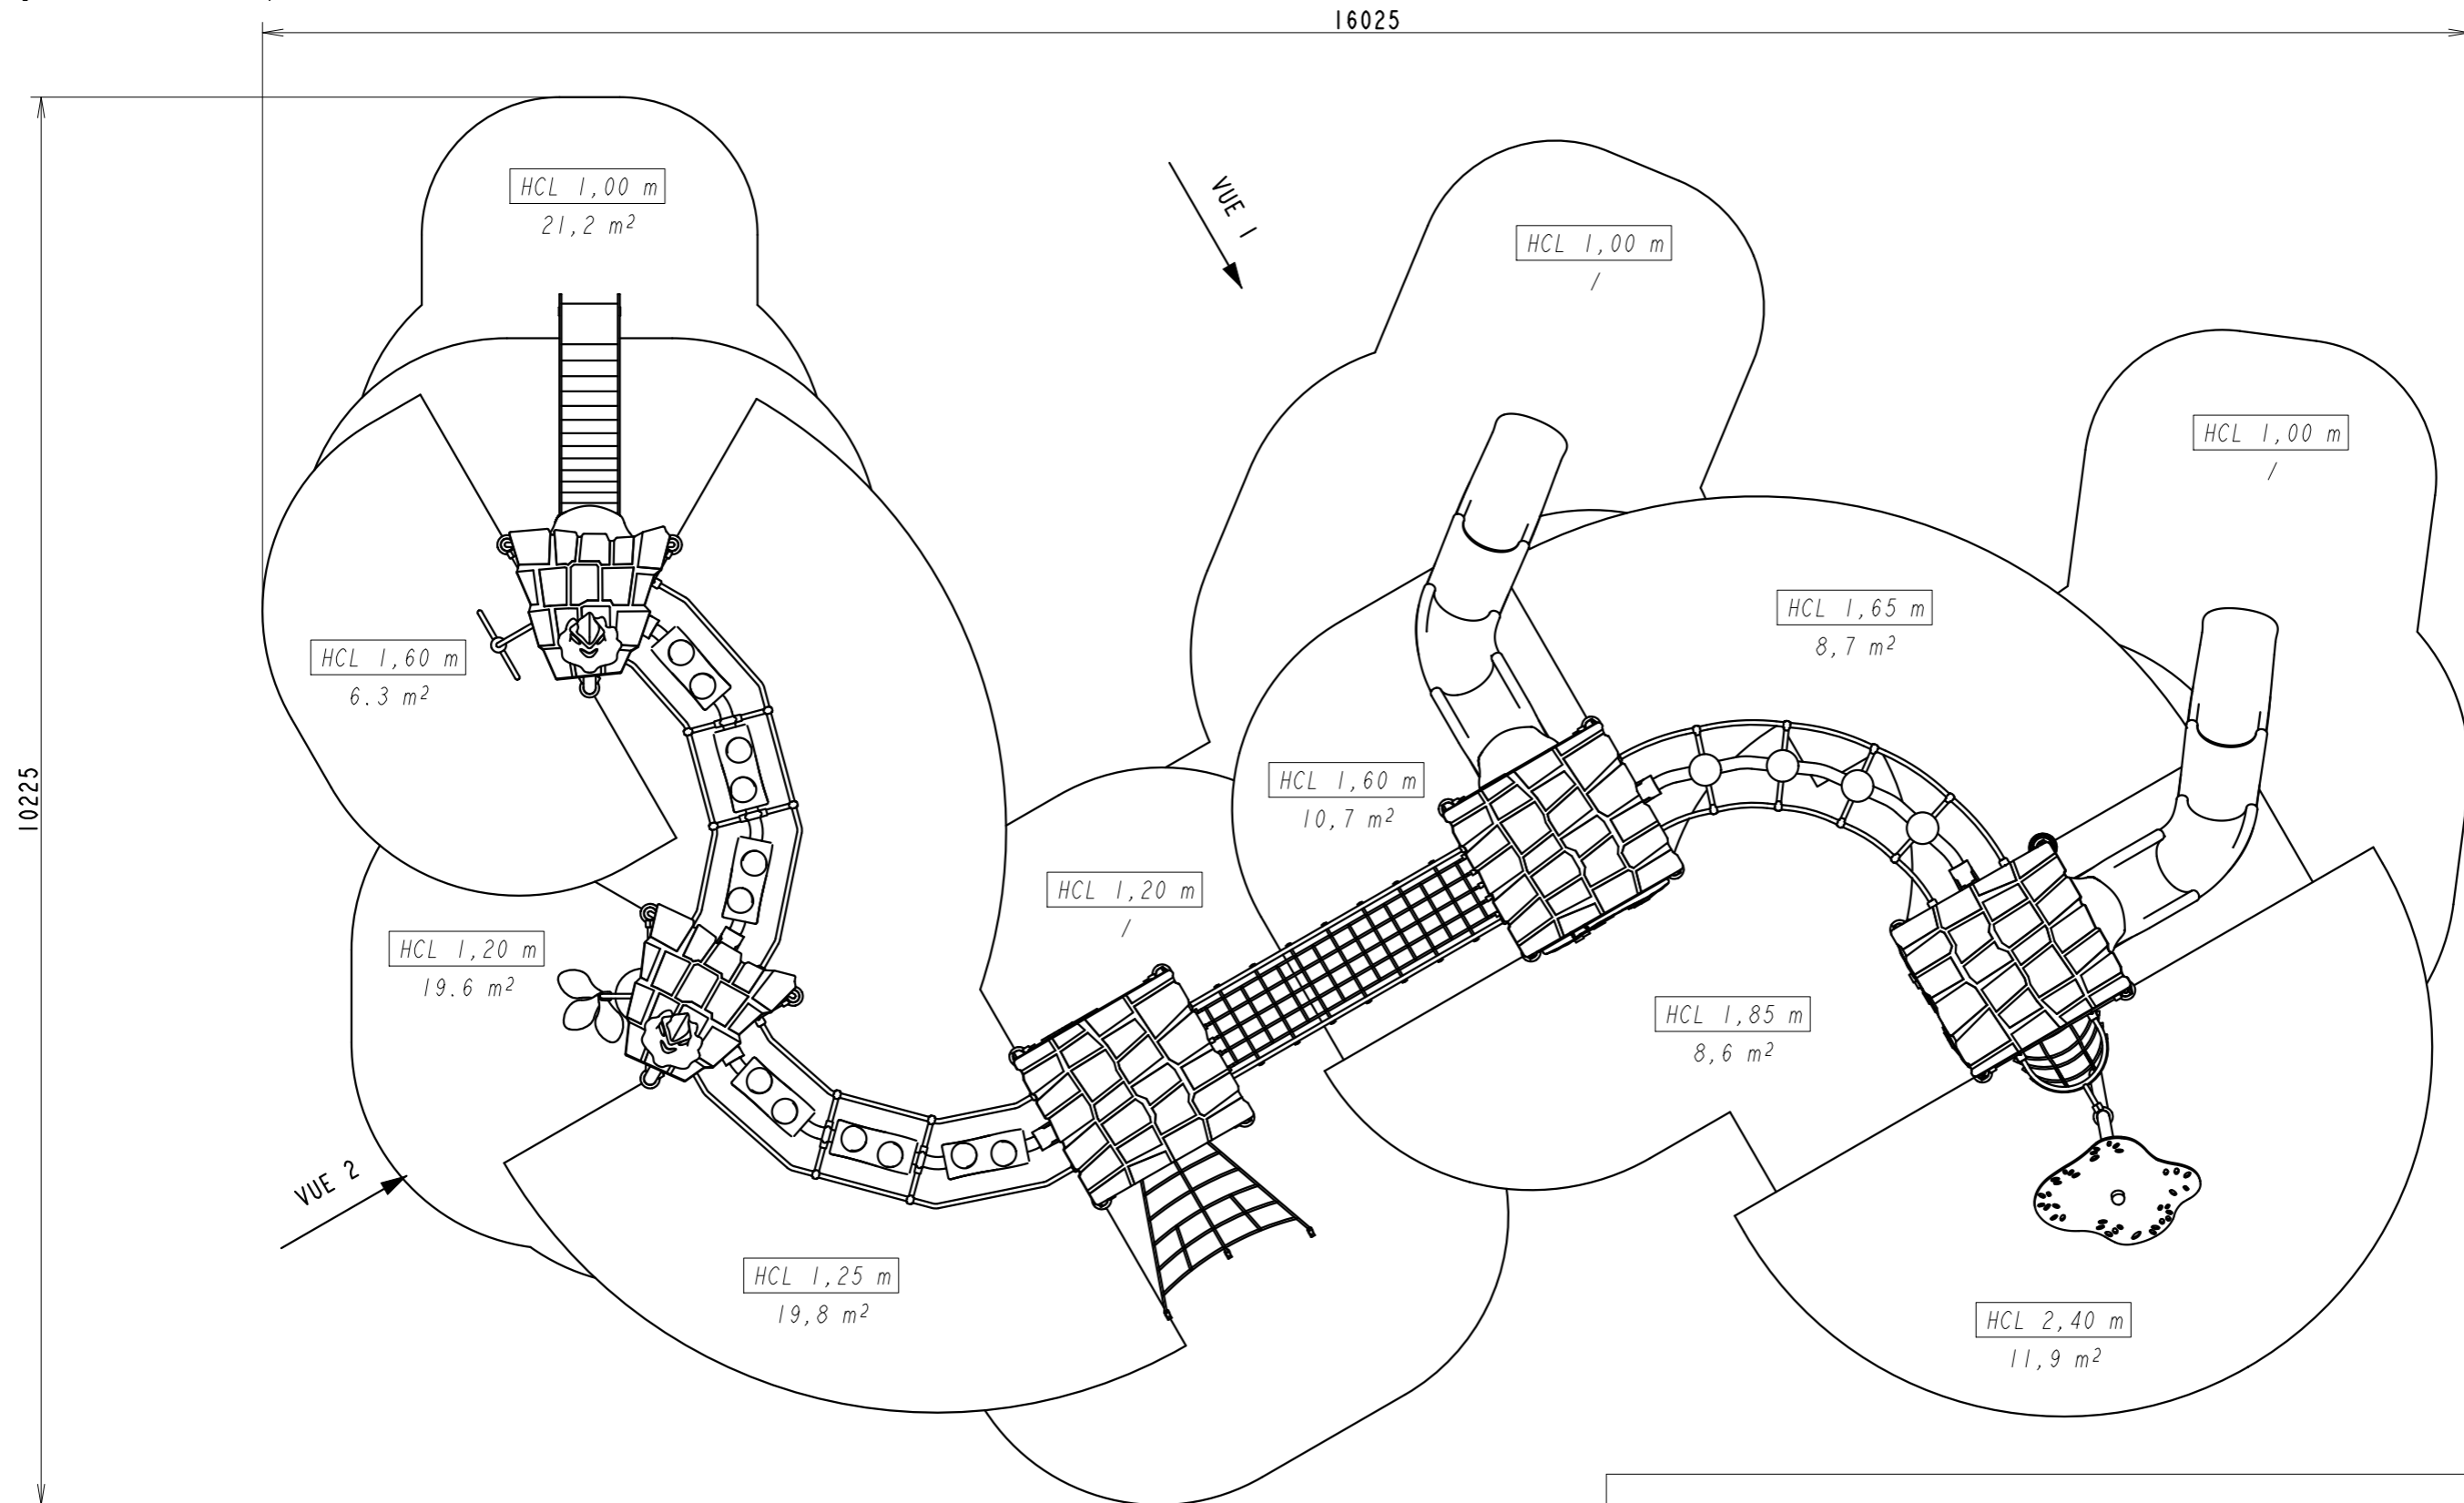 16025
HCL 1,00 m
21,2 m²
VUE 1
HCL 1,00 m
/
HCL 1,00 m
/
HCL 1,65 m
8,7 m²
HCL 1,60 m
6.3 m²
HCL 1,60 m
10,7 m²
10225
HCL 1,20 m
/
HCL 1,20 m
19.6 m²
HCL 1,85 m
8,6 m²
VUE 2
HCL 1,25 m
19,8 m²
HCL 2,40 m
11,9 m²